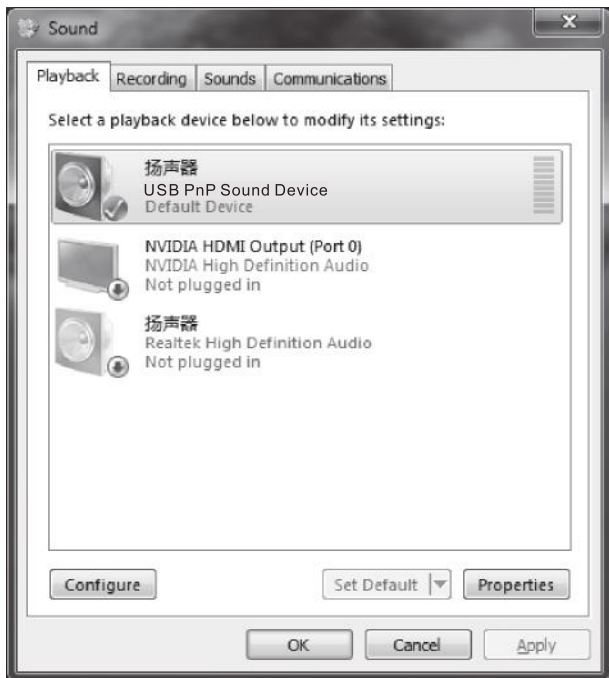 Sound
Playback Recording Sounds Communications
Select a playback device below to modify its settings:
扬声器
USB PnP Sound Device
Default Device
NVIDIA HDMI Output (Port 0)
NVIDIA High Definition Audio
Not plugged in
扬声器
Realtek High Definition Audio
Not plugged in
Configure Set Default Properties
OK Cancel Apply